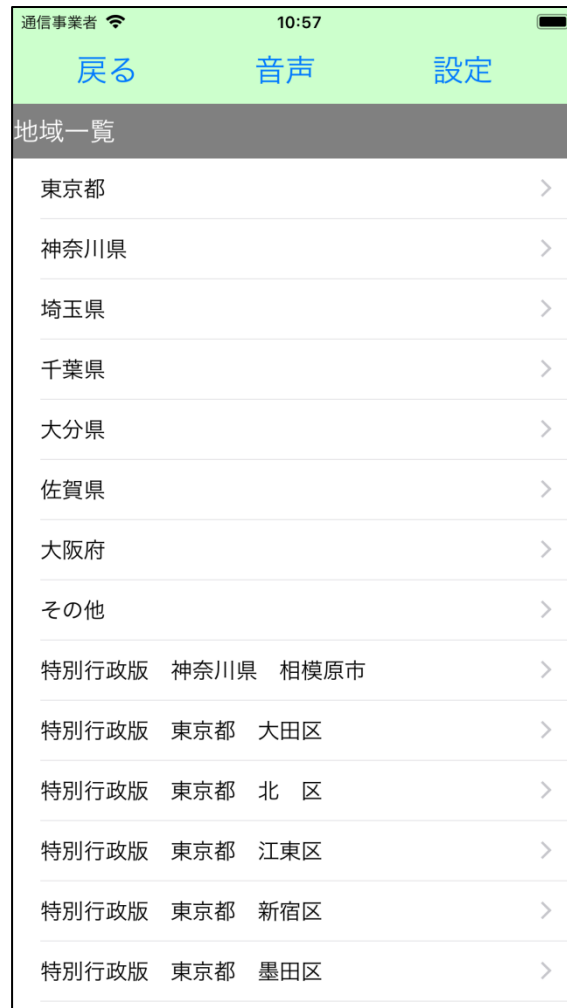 通信事業者 10:57
戻る 音声 設定
地域一覧
東京都
神奈川県
埼玉県
千葉県
大分県
佐賀県
大阪府
その他
特別行政版　神奈川県　相模原市
特別行政版　東京都　大田区
特別行政版　東京都　北　区
特別行政版　東京都　江東区
特別行政版　東京都　新宿区
特別行政版　東京都　墨田区